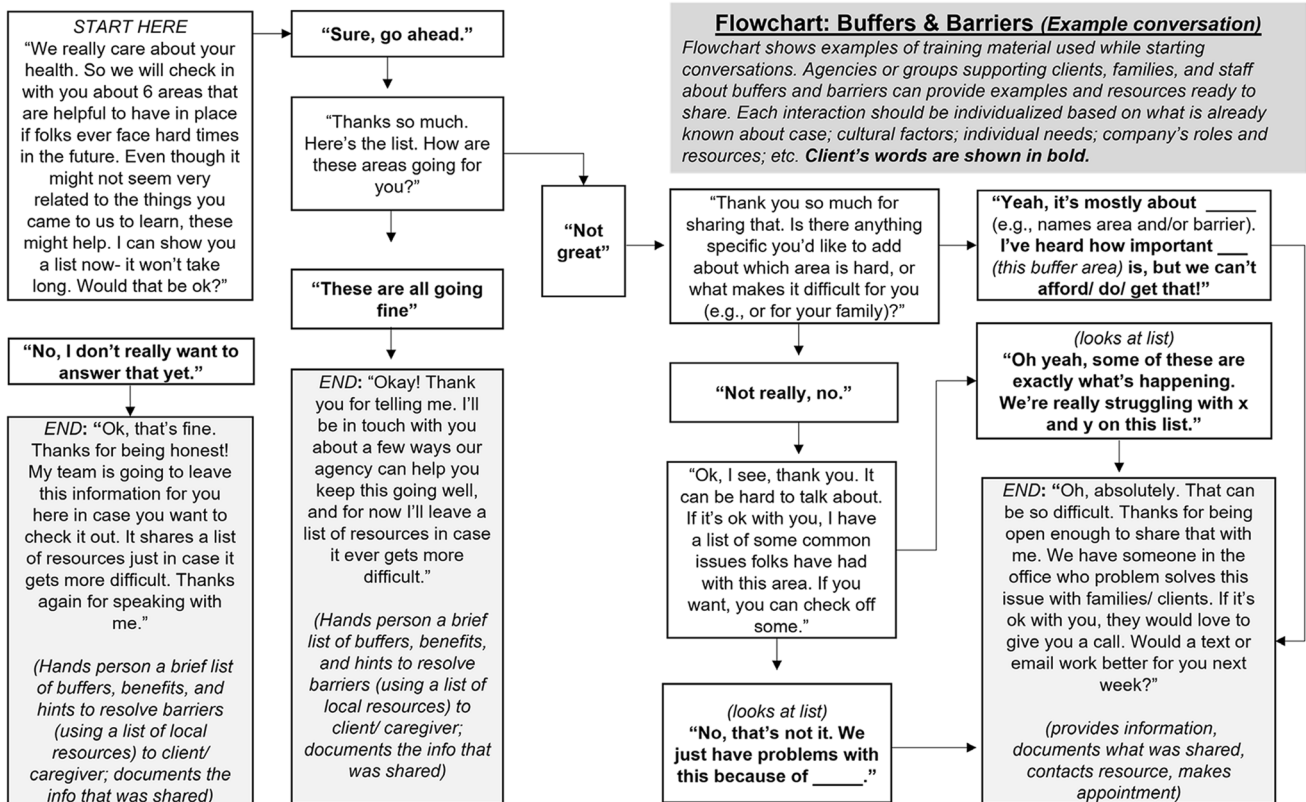 START HERE
“We really care about your
health. So we will check in
with you about 6 areas that
are helpful to have in place
if folks ever face hard times
in the future. Even though it
might not seem very
related to the things you
came to us to learn, these
might help. I can show you
a list now- it won’t take
long. Would that be ok?”
“No, I don’t really want to
answer that yet.”
END: “Ok, that’s fine.
Thanks for being honest!
My team is going to leave
this information for you
here in case you want to
check it out. It shares a list
of resources just in case it
gets more difficult. Thanks
again for speaking with
me.”
(Hands person a brief list
of buffers, benefits, and
hints to resolve barriers
(using a list of local
resources) to client/
caregiver; documents the
info that was shared)
“Sure, go ahead.”
“Thanks so much.
Here’s the list. How are
these areas going for
you?”
“These are all going
fine”
END: “Okay! Thank
you for telling me. I’ll
be in touch with you
about a few ways our
agency can help you
keep this going well,
and for now I’ll leave a
list of resources in case
it ever gets more
difficult.”
(Hands person a brief
list of buffers, benefits,
and hints to resolve
barriers (using a list of
local resources) to
client/ caregiver;
documents the info that
was shared)
“Not
great”
Flowchart: Buffers & Barriers (Example conversation)
Flowchart shows examples of training material used while starting
conversations. Agencies or groups supporting clients, families, and staff
about buffers and barriers can provide examples and resources ready to
share. Each interaction should be individualized based on what is already
known about case; cultural factors; individual needs; company’s roles and
resources; etc. Client’s words are shown in bold.
“Thank you so much for
sharing that. Is there anything
specific you’d like to add
about which area is hard, or
what makes it difficult for you
(e.g., or for your family)?”
“Not really, no.”
“Ok, I see, thank you. It
can be hard to talk about.
If it’s ok with you, I have
a list of some common
issues folks have had
with this area. If you
want, you can check off
some.”
(looks at list)
“No, that’s not it. We
just have problems with
this because of _____.”
“Yeah, it’s mostly about _____
(e.g., names area and/or barrier).
I’ve heard how important ___
(this buffer area) is, but we can’t
afford/ do/ get that!”
(looks at list)
“Oh yeah, some of these are
exactly what’s happening.
We’re really struggling with x
and y on this list.”
END: “Oh, absolutely. That can
be so difficult. Thanks for being
open enough to share that with
me. We have someone in the
office who problem solves this
issue with families/ clients. If it’s
ok with you, they would love to
give you a call. Would a text or
email work better for you next
week?”
(provides information,
documents what was shared,
contacts resource, makes
appointment)